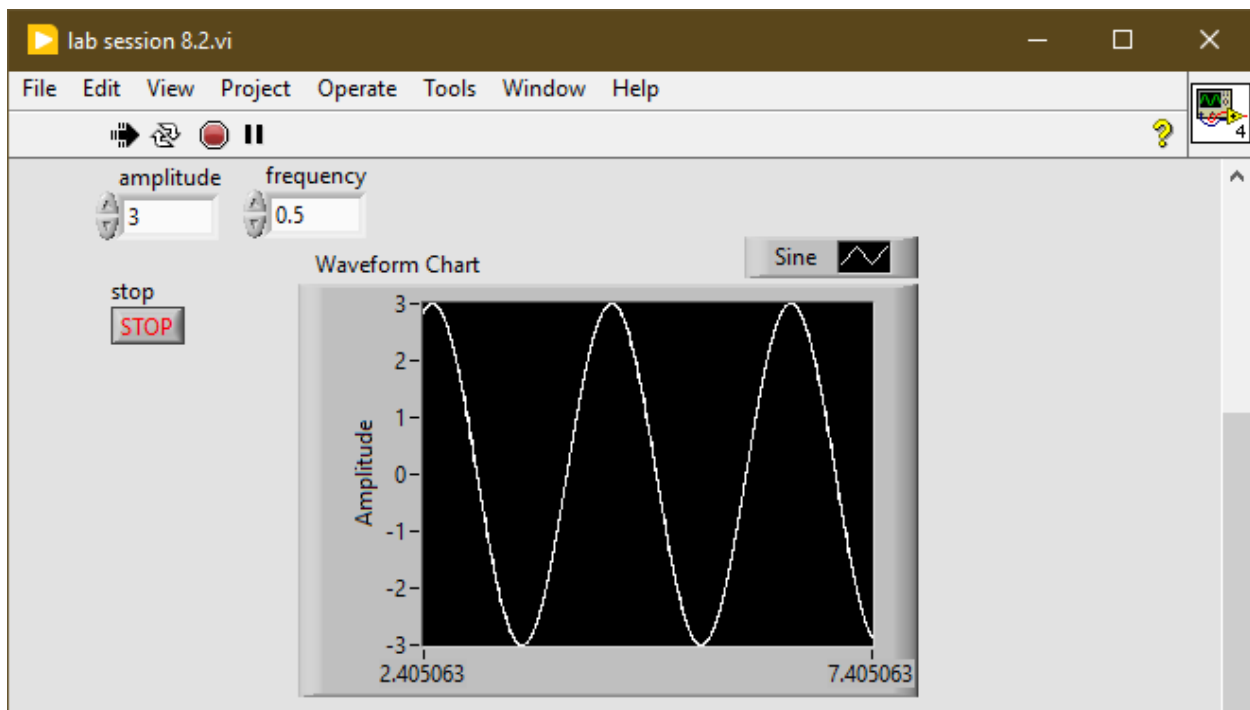 lab session 8.2.vi
File Edit View Project Operate Tools Window Help
? 4
amplitude frequency
3 0.5
Waveform Chart Sine
stop
STOP
3
2
1
0
-1
-2
-3
Amplitude
2.405063 7.405063